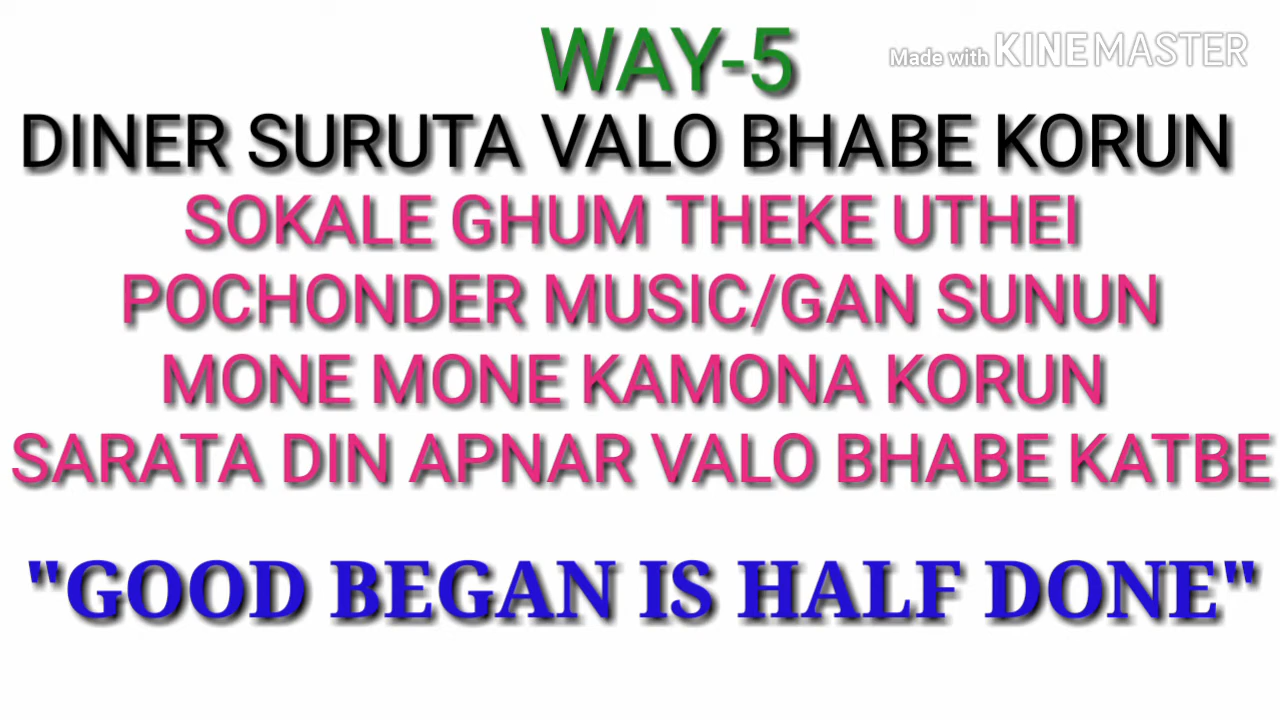 WAY-5
Made with KINEMASTER
DINER SURUTA VALO BHABE KORUN
SOKALE GHUM THEKE UTHEI
POCHONDER MUSIC/GAN SUNUN
MONE MONE KAMONA KORUN
SARATA DIN APNAR VALO BHABE KATBE
"GOOD BEGAN IS HALF DONE"